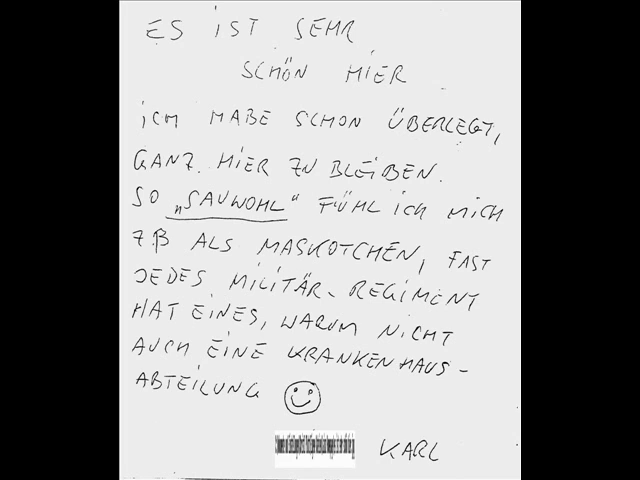 ES IST SEHR
SCHÖN HIER
ICH HABE SCHON ÜBERLEGT,
GANZ HIER ZU BLEIBEN.
SO „SAUWOHL“ FÜHL ICH MICH
Z.B ALS MASKOTCHEN, FAST
JEDES MILITÄR-REGIMENT
HAT EINES, WARUM NICHT
AUCH EINE KRANKENHAUS-
ABTEILUNG
KARL